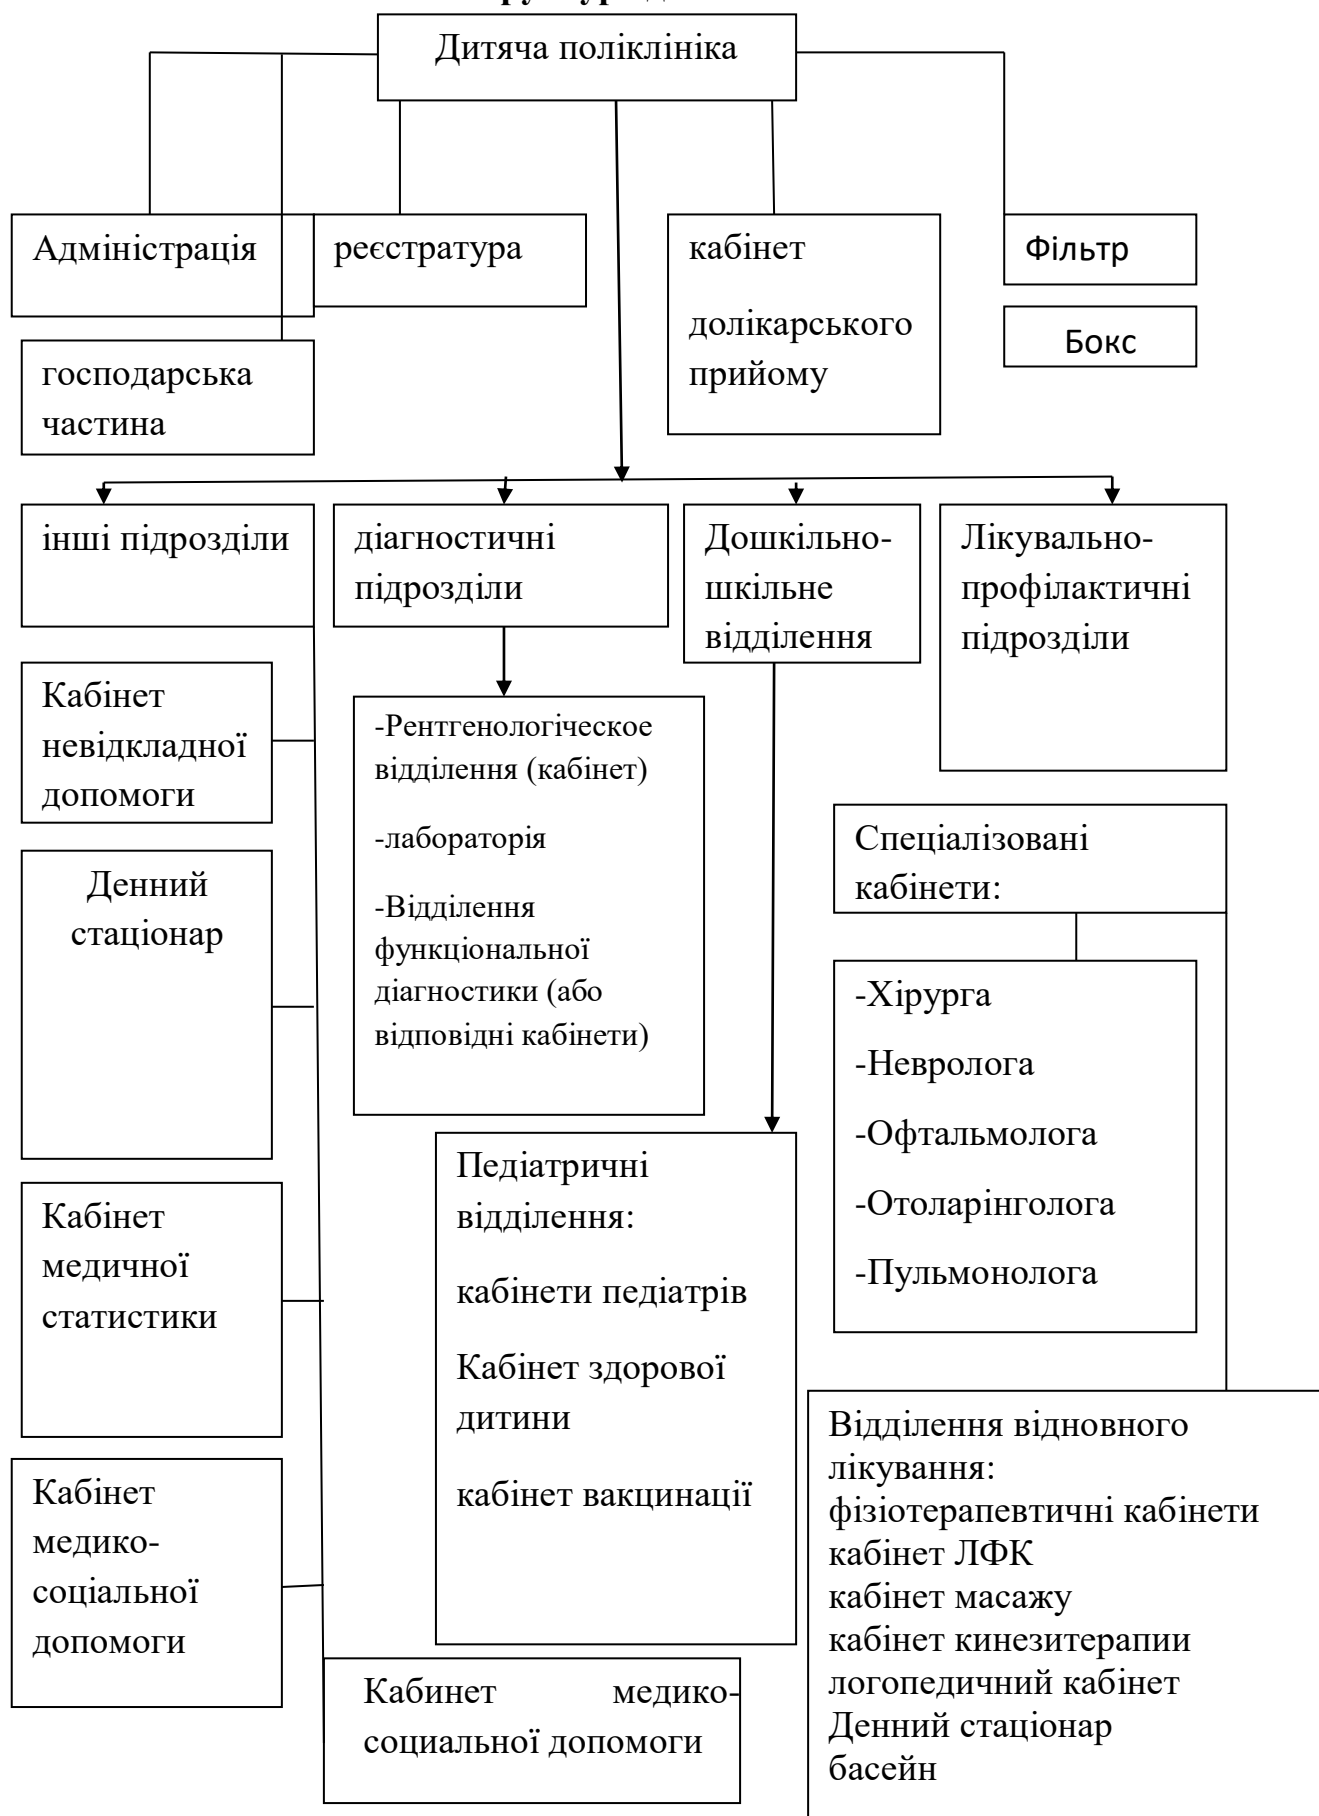 Дитяча поліклініка
Адміністрація
реєстратура
кабінет
долікарського
прийому
Фільтр
Бокс
господарська
частина
інші підрозділи
діагностичні
підрозділи
Дошкільно-
шкільне
відділення
Лікувально-
профілактичні
підрозділи
Кабінет
невідкладної
допомоги
-Рентгенологіческое
відділення (кабінет)
-лабораторія
-Відділення
функціональної
діагностики (або
відповідні кабінети)
Спеціалізовані
кабінети:
Денний
стаціонар
-Хірурга
-Невролога
-Офтальмолога
-Отоларінголога
-Пульмонолога
Педіатричні
відділення:
кабінети педіатрів
Кабінет здорової
дитини
кабінет вакцинації
Кабінет
медичної
статистики
Відділення відновного
лікування:
фізіотерапевтичні кабінети
кабінет ЛФК
кабінет масажу
кабінет кинезитерапии
логопедичний кабінет
Денний стаціонар
басейн
Кабінет
медико-
соціальної
допомоги
Кабинет медико-
социальної допомоги